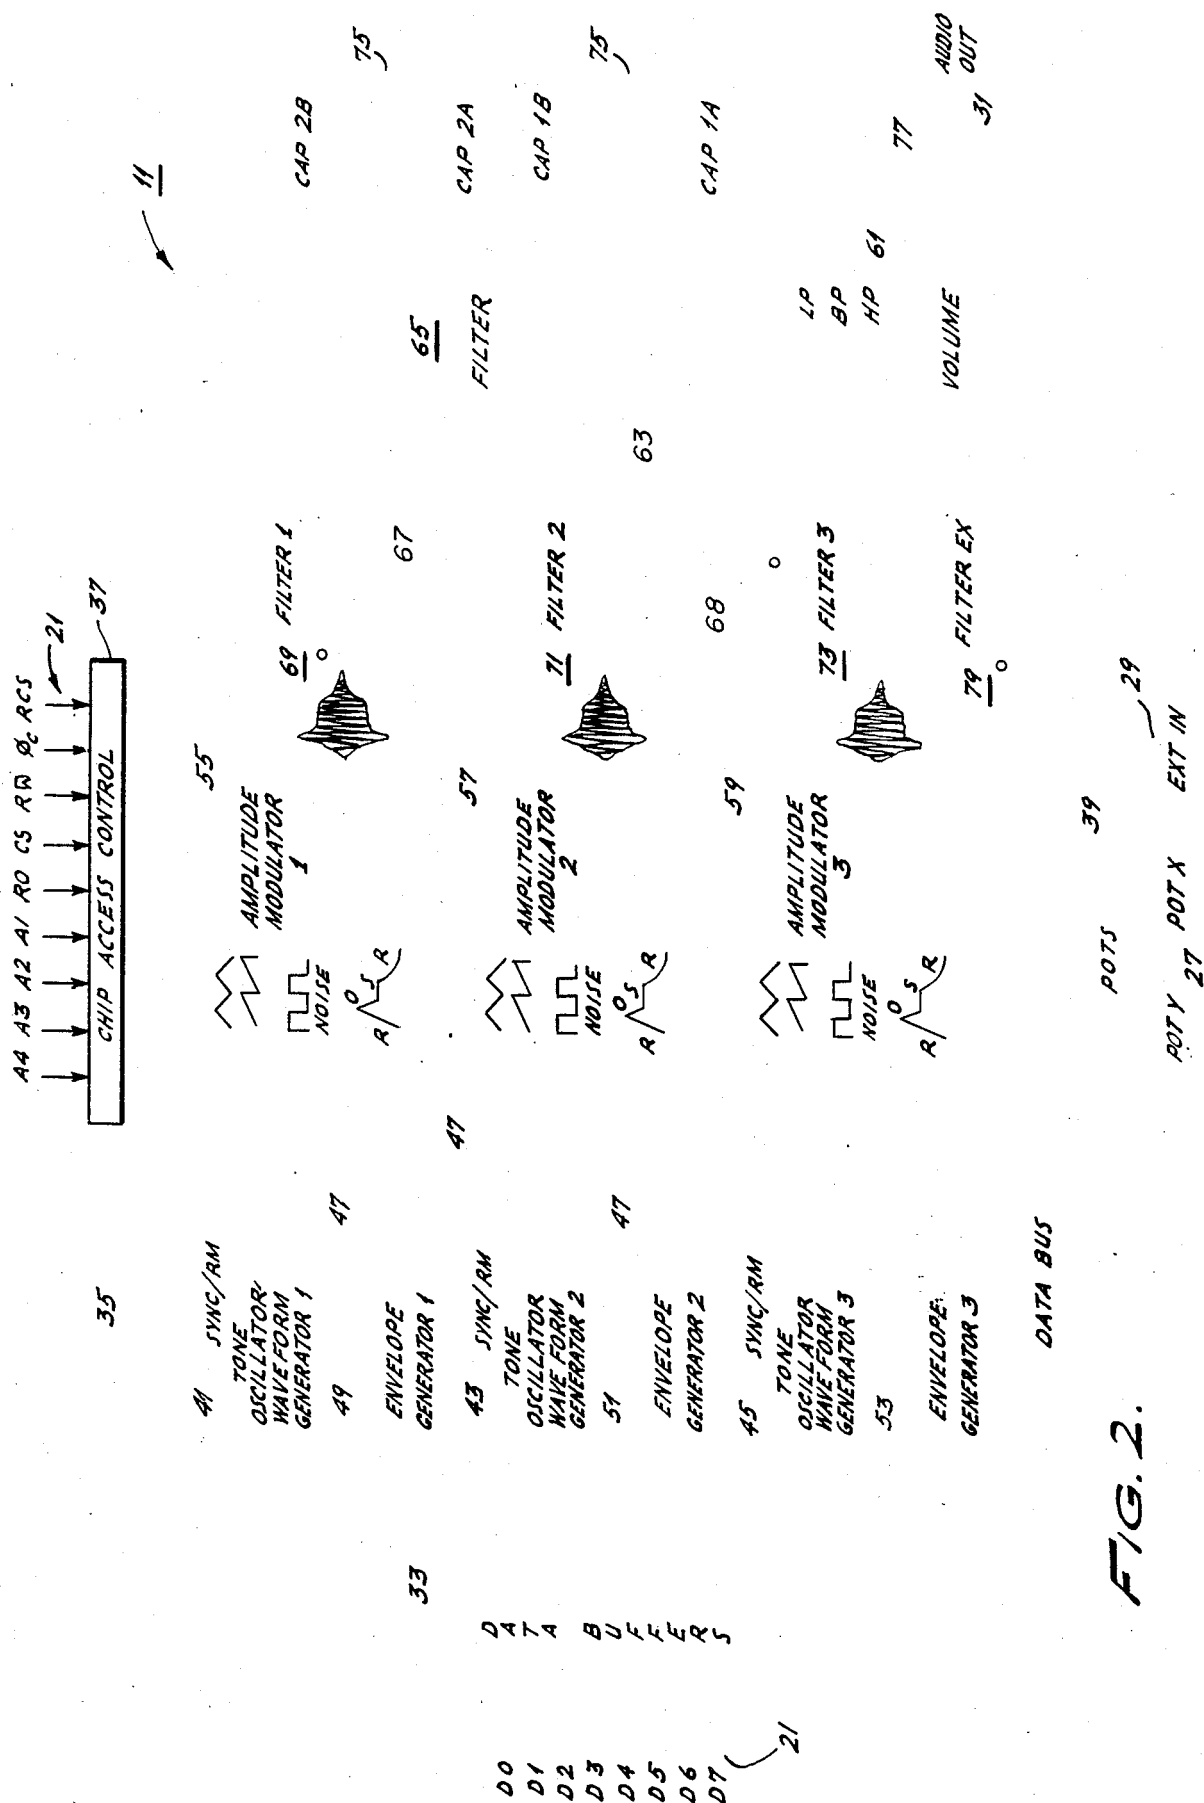 A4 A3 A2 A1 RO CS RW φc RCS
21
CHIP ACCESS CONTROL
37
35
11
41
SYNC/RM
TONE
OSCILLATOR/
WAVE FORM
GENERATOR 1
49
47
ENVELOPE
GENERATOR 1
47
55
AMPLITUDE
MODULATOR
1
NOISE
R O S R
69
FILTER 1
67
65
FILTER
CAP 2B
75
CAP 2A
CAP 1B
75
CAP 1A
33
DATA BUFFERS
D0
D1
D2
D3
D4
D5
D6
D7
21
43
SYNC/RM
TONE
OSCILLATOR
WAVE FORM
GENERATOR 2
51
47
ENVELOPE
GENERATOR 2
57
AMPLITUDE
MODULATOR
2
NOISE
R O S R
71
FILTER 2
63
68
45
SYNC/RM
TONE
OSCILLATOR
WAVE FORM
GENERATOR 3
53
ENVELOPE
GENERATOR 3
59
AMPLITUDE
MODULATOR
3
NOISE
R O S R
73
FILTER 3
LP
BP
HP
61
77
79
FILTER EX
VOLUME
AUDIO
OUT
31
DATA BUS
POTS
39
29
POT Y
27
POT X
EXT IN
FIG. 2.